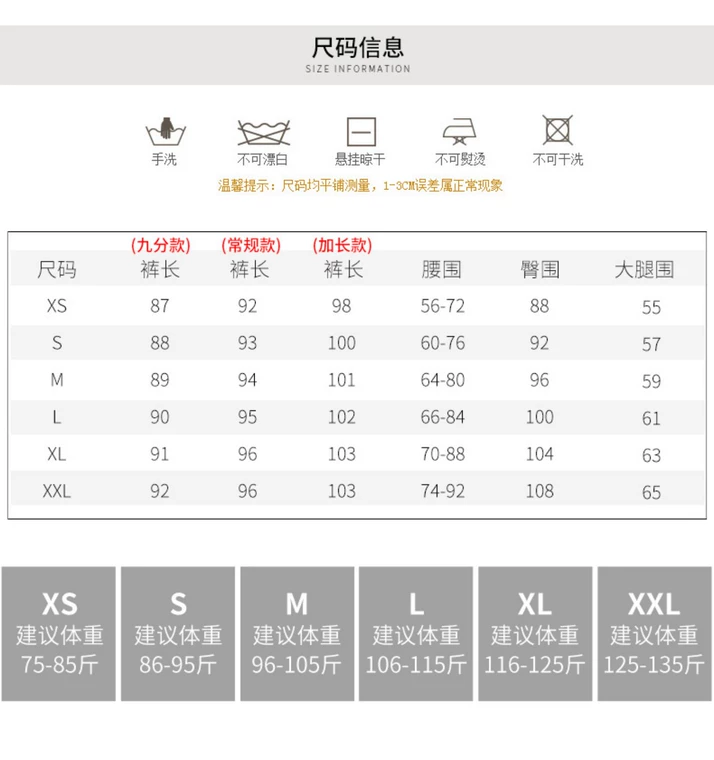 尺码信息
SIZE INFORMATION
手洗 不可漂白 悬挂晾干 不可熨烫 不可干洗
温馨提示：尺码均平铺测量，1-3CM误差属正常现象
(九分款) (常规款) (加长款)
尺码 裤长 裤长 裤长 腰围 臀围 大腿围
XS 87 92 98 56-72 88 55
S 88 93 100 60-76 92 57
M 89 94 101 64-80 96 59
L 90 95 102 66-84 100 61
XL 91 96 103 70-88 104 63
XXL 92 96 103 74-92 108 65
XS S M L XL XXL
建议体重 建议体重 建议体重 建议体重 建议体重 建议体重
75-85斤 86-95斤 96-105斤 106-115斤 116-125斤 125-135斤